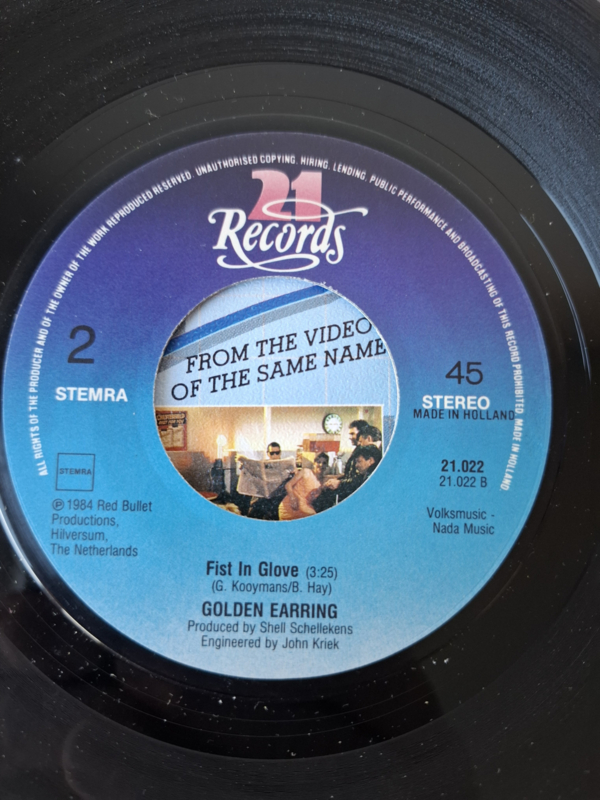 ALL RIGHTS OF THE PRODUCER AND OF THE OWNER OF THE WORK REPRODUCED RESERVED. UNAUTHORISED COPYING, HIRING, LENDING, PUBLIC PERFORMANCE AND BROADCASTING OF THIS RECORD PROHIBITED. MADE IN HOLLAND
21
Records
FROM THE VIDEO
OF THE SAME NAME
2
STEMRA
45
STEREO
MADE IN HOLLAND
STEMRA
21.022
21.022 B
℗ 1984 Red Bullet
Productions,
Hilversum,
The Netherlands
Volksmusic -
Nada Music
Fist In Glove (3:25)
(G. Kooymans/B. Hay)
GOLDEN EARRING
Produced by Shell Schellekens
Engineered by John Kriek